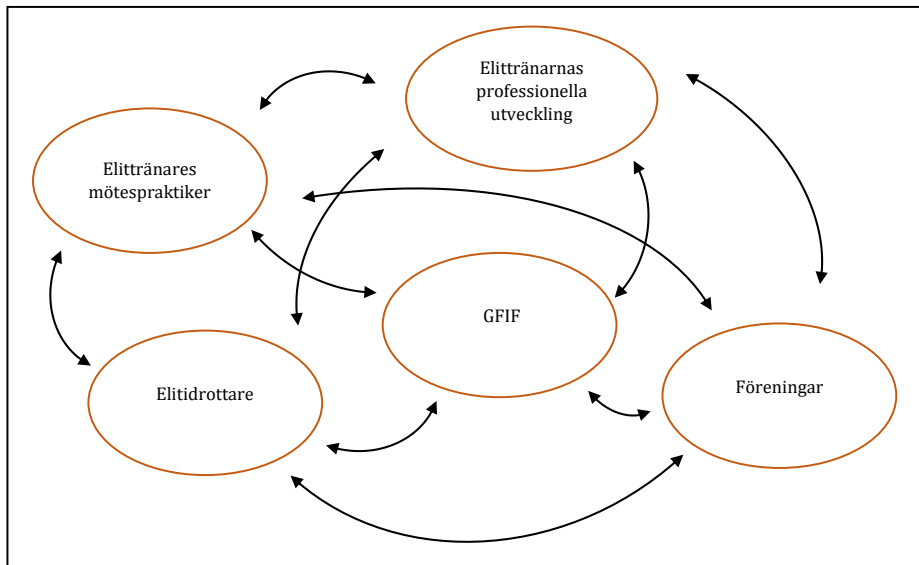 Elittränarnas
professionella
utveckling
Elittränares
mötespraktiker
GFIF
Elitidrottare
Föreningar